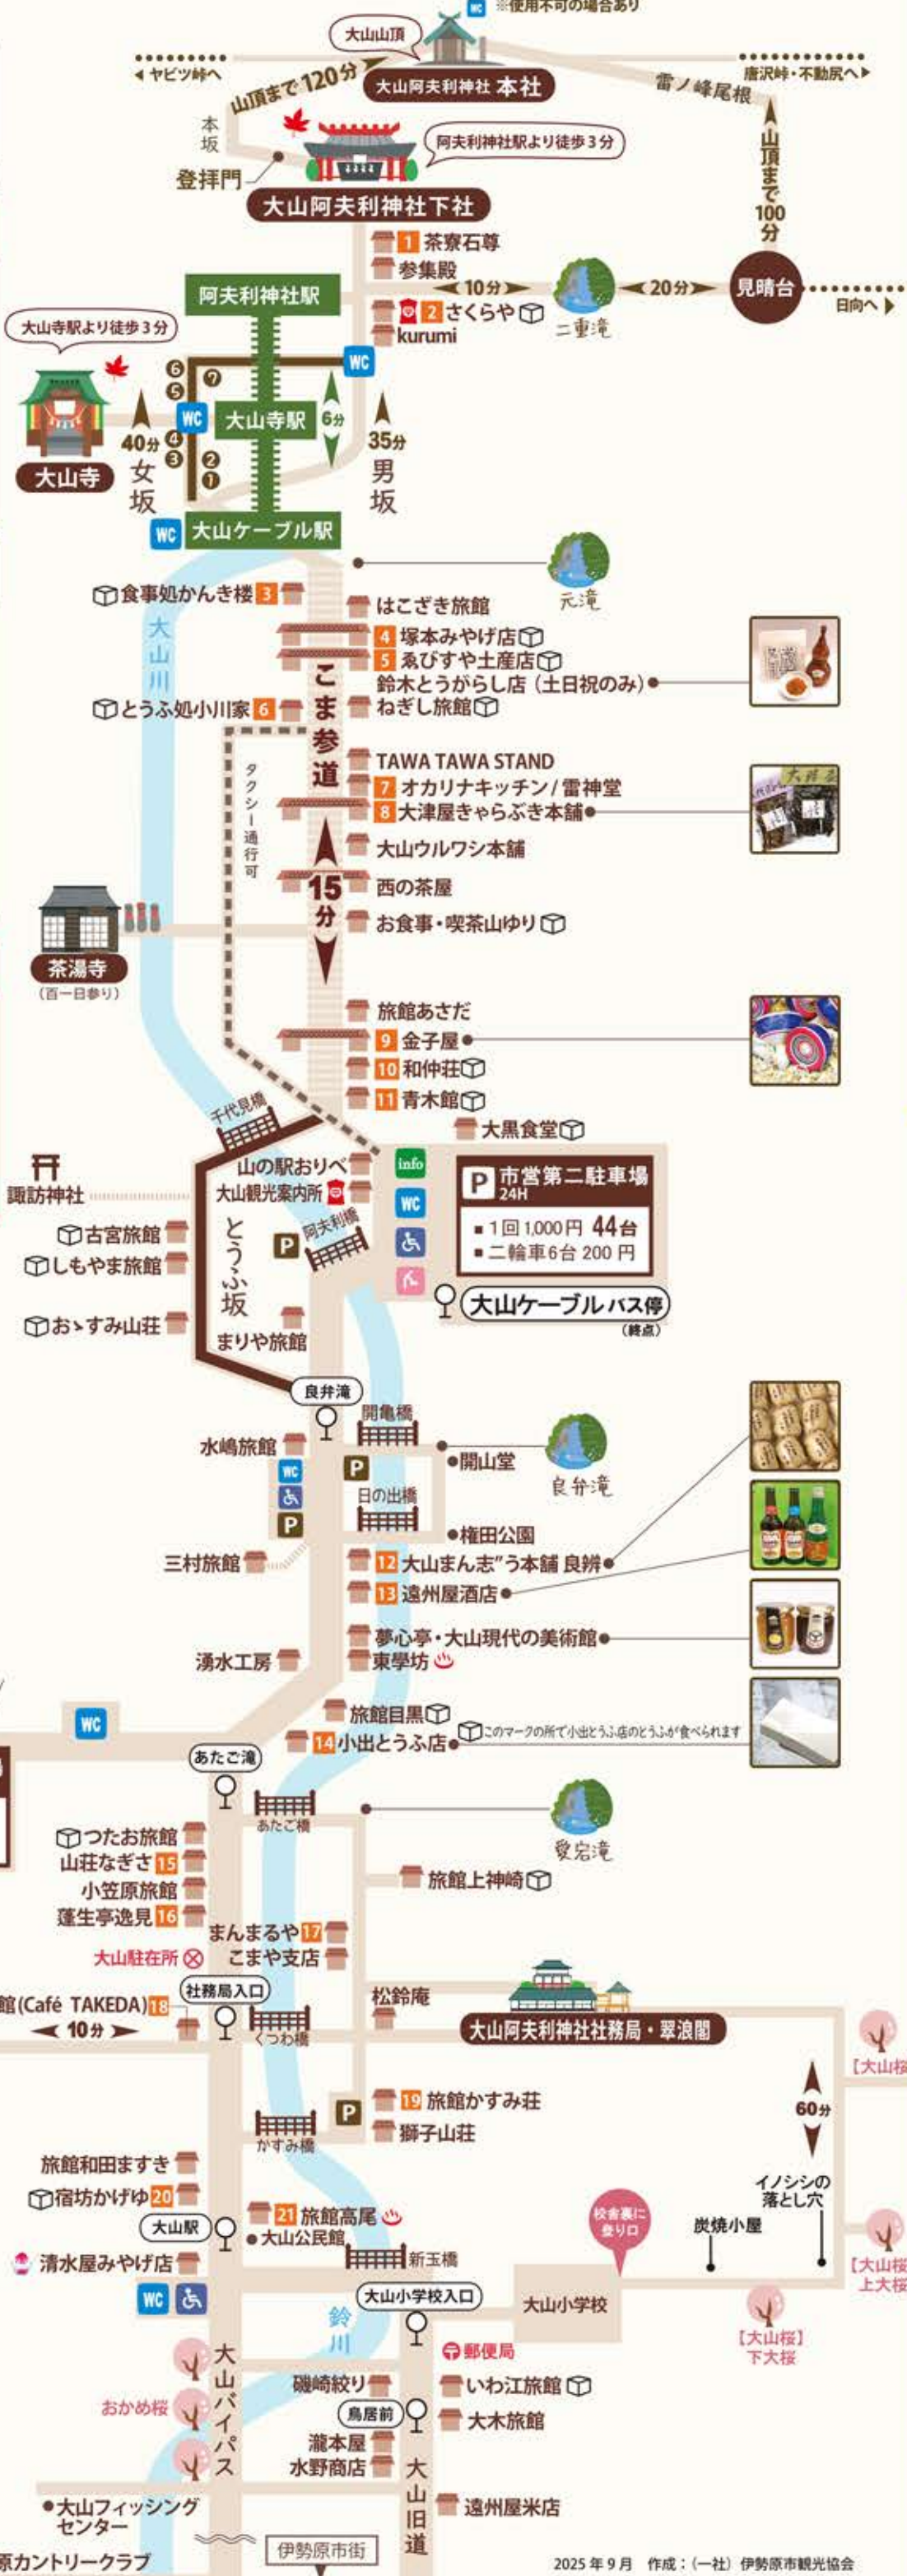 WC ※使用不可の場合あり
大山山頂
◀ヤビツ峠へ
山頂まで120分
大山阿夫利神社 本社
雷ノ峰尾根
唐沢峠・不動尻へ▶
本坂
登拝門
阿夫利神社駅より徒歩3分
山頂まで100分
大山阿夫利神社下社
1 茶寮石尊
参集殿
阿夫利神社駅
10分
二重滝
20分
見晴台
日向へ▶
2 さくらや
kurumi
大山寺駅より徒歩3分
WC
❻
❺
❼
WC
大山寺駅
6分
40分
女坂
❹
❸
❷
❶
35分
男坂
大山寺
WC
大山ケーブル駅
元滝
大山川
食事処かんき楼 3
はこざき旅館
4 塚本みやげ店
5 ゑびすや土産店
鈴木とうがらし店（土日祝のみ）
とうふ処小川家 6
ねぎし旅館
こま参道
タクシー通行可
TAWA TAWA STAND
7 オカリナキッチン/雷神堂
8 大津屋きゃらぶき本舗
大山ウルワシ本舗
15分
西の茶屋
お食事・喫茶山ゆり
茶湯寺
（百一日参り）
旅館あさだ
9 金子屋
10 和仲荘
11 青木館
千代見橋
大黒食堂
山の駅おりべ
大山観光案内所
info
WC
P 市営第二駐車場
24H
■1回1,000円 44台
■二輪車6台 200円
諏訪神社
古宮旅館
しもやま旅館
おゝすみ山荘
とうふ坂
P
阿夫利橋
大山ケーブル バス停
（終点）
まりや旅館
良弁滝
開亀橋
水嶋旅館
WC
P
P
開山堂
良弁滝
日の出橋
権田公園
三村旅館
12 大山まん志゛う本舗 良辨
13 遠州屋酒店
夢心亭・大山現代の美術館
湧水工房
東學坊
旅館目黒
14 小出とうふ店
このマークの所で小出とうふ店のとうふが食べられます
WC
あたご滝
あたご橋
愛宕滝
つたお旅館
山荘なぎさ 15
小笠原旅館
蓬生亭逸見 16
旅館上神崎
まんまるや 17
こまや支店
大山駐在所
社務局入口
館(Café TAKEDA) 18
10分
くつわ橋
松鈴庵
大山阿夫利神社社務局・翠浪閣
【大山桜
60分
P
19 旅館かすみ荘
獅子山荘
かすみ橋
旅館和田ますき
宿坊かげゆ 20
大山駅
清水屋みやげ店
WC
21 旅館高尾
大山公民館
新玉橋
校舎裏に
登り口
炭焼小屋
イノシシの
落とし穴
【大山桜
上大桜
大山小学校入口
大山小学校
【大山桜】
下大桜
鈴川
郵便局
大山バイパス
おかめ桜
磯崎絞り
いわ江旅館
鳥居前
大木旅館
瀧本屋
水野商店
大山旧道
遠州屋米店
大山フィッシング
センター
原カントリークラブ
伊勢原市街
2025年9月 作成：(一社) 伊勢原市観光協会